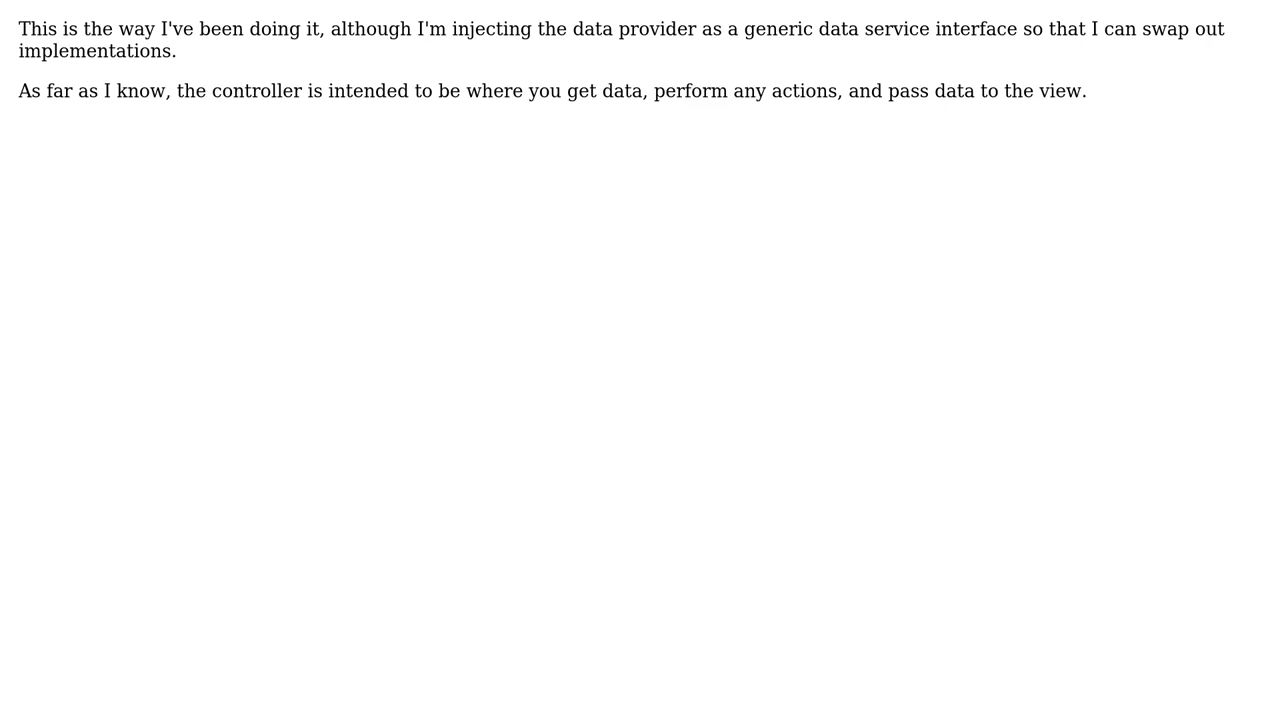 This is the way I've been doing it, although I'm injecting the data provider as a generic data service interface so that I can swap out
implementations.
As far as I know, the controller is intended to be where you get data, perform any actions, and pass data to the view.